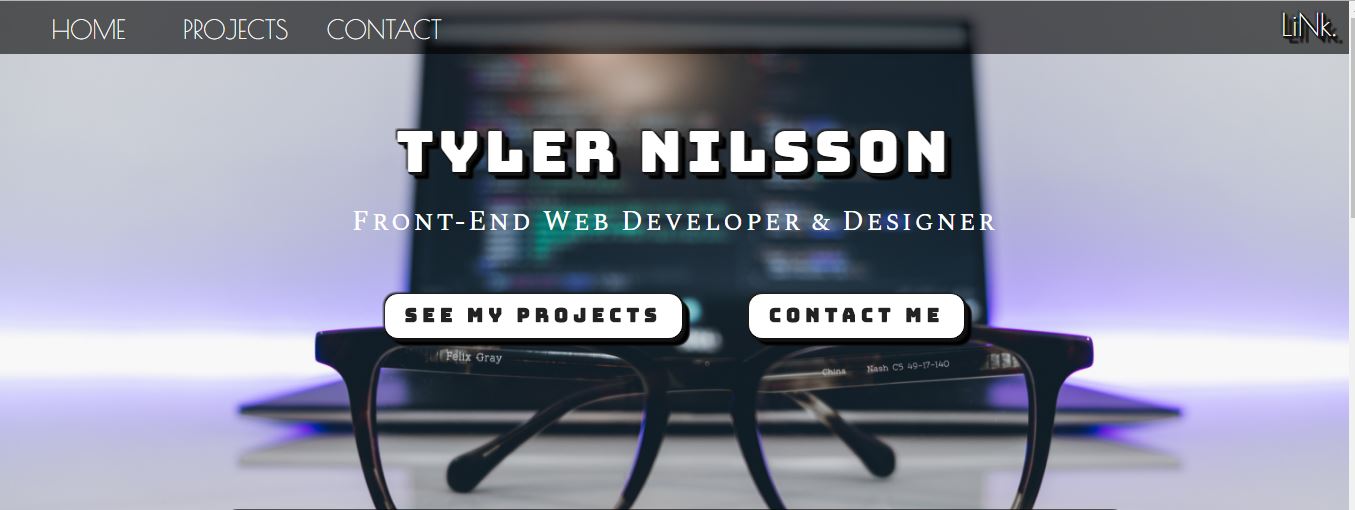 HOME PROJECTS CONTACT LiNk.
TYLER NILSSON
Front-End Web Developer & Designer
SEE MY PROJECTS CONTACT ME
Felix Gray China Nash C5 49-17-140